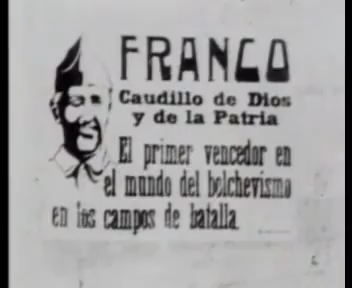 FRANCO
Caudillo de Dios
y de la Patria
El primer vencedor en
el mundo del bolchevismo
en los campos de batalla.